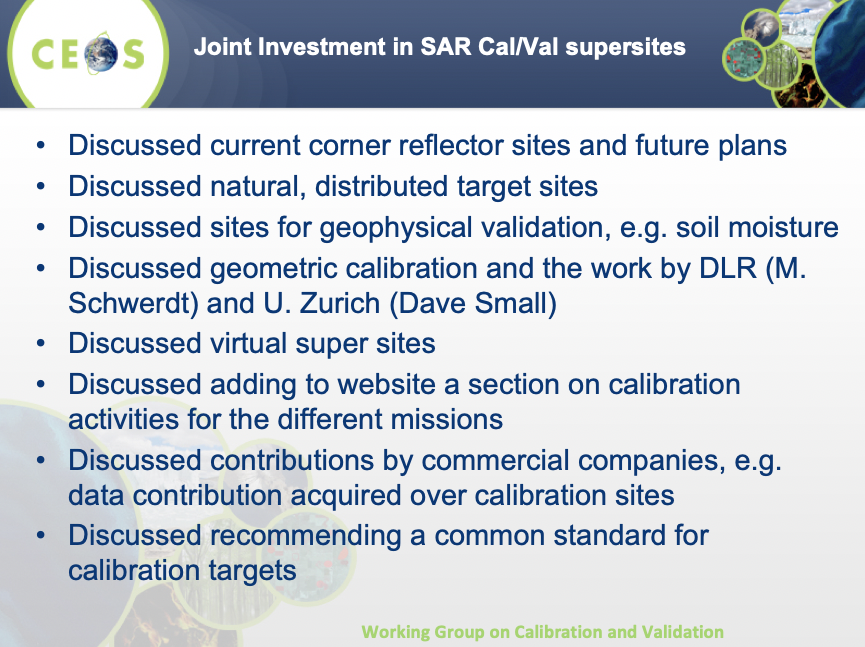 CEOS
Joint Investment in SAR Cal/Val supersites
• Discussed current corner reflector sites and future plans
• Discussed natural, distributed target sites
• Discussed sites for geophysical validation, e.g. soil moisture
• Discussed geometric calibration and the work by DLR (M.
Schwerdt) and U. Zurich (Dave Small)
• Discussed virtual super sites
• Discussed adding to website a section on calibration
activities for the different missions
• Discussed contributions by commercial companies, e.g.
data contribution acquired over calibration sites
• Discussed recommending a common standard for
calibration targets
Working Group on Calibration and Validation